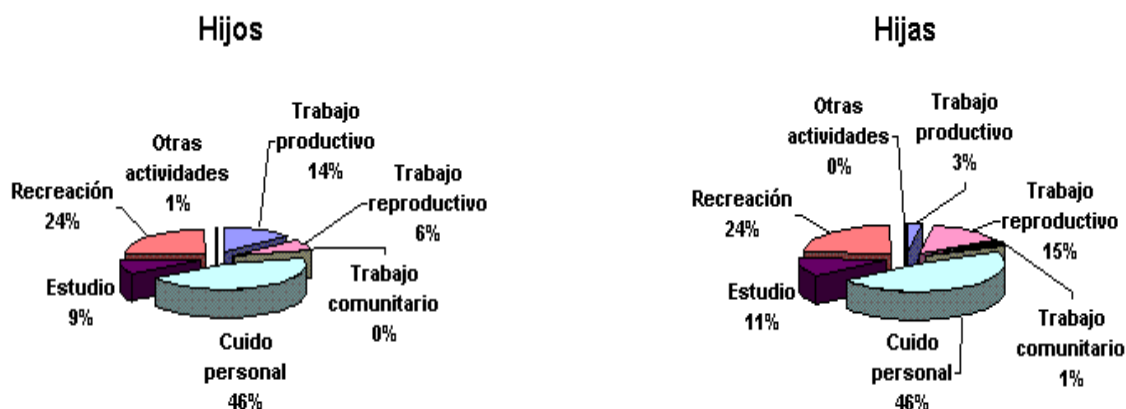 Hijos
Trabajo
productivo
14%
Otras
actividades
1%
Trabajo
reproductivo
6%
Recreación
24%
Trabajo
comunitario
0%
Estudio
9%
Cuido
personal
46%
Hijas
Otras
actividades
0%
Trabajo
productivo
3%
Recreación
24%
Trabajo
reproductivo
15%
Estudio
11%
Trabajo
comunitario
1%
Cuido
personal
46%